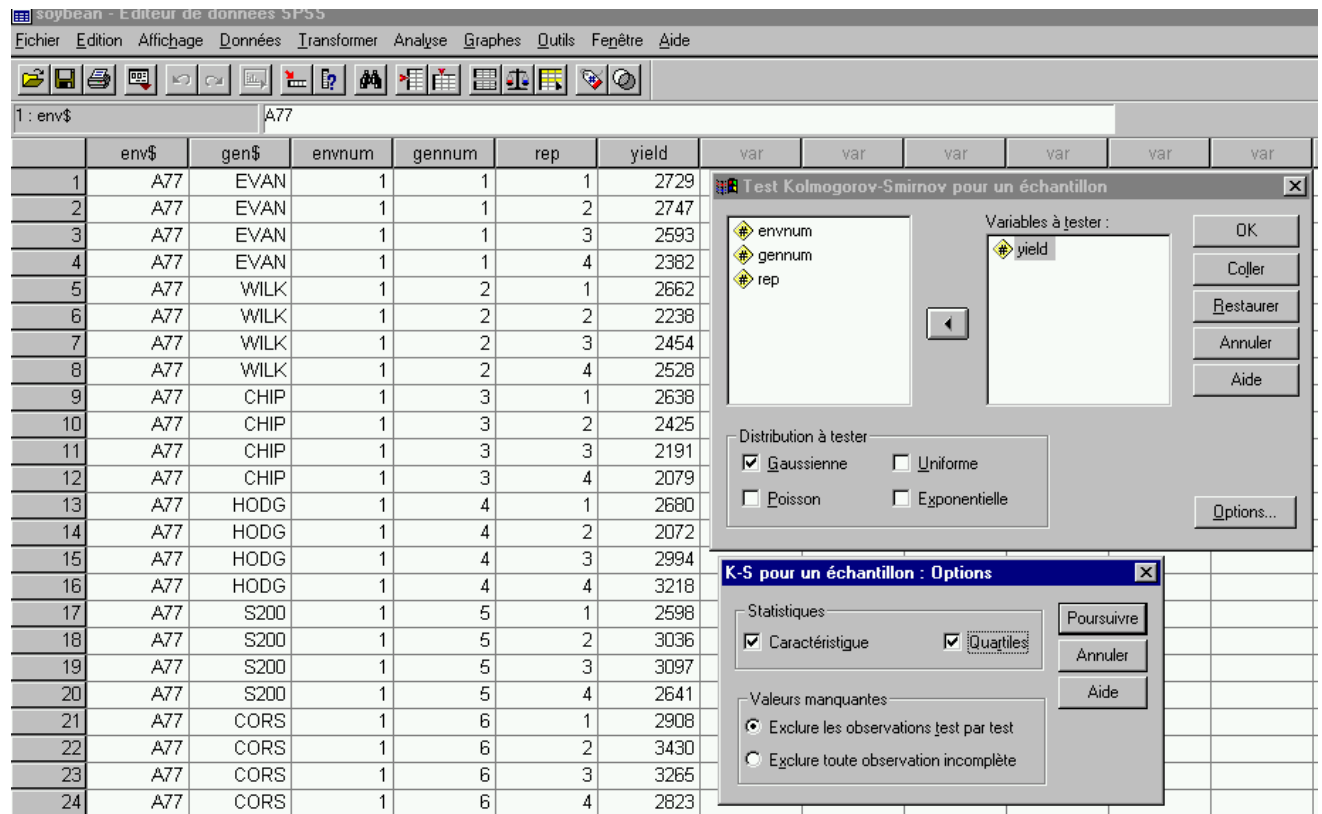 soybean - Editeur de données SPSS
Fichier Edition Affichage Données Transformer Analyse Graphes Outils Fenêtre Aide
1 : env$ A77
env$ gen$ envnum gennum rep yield var var var var var var
1 A77 EVAN 1 1 1 2729
2 A77 EVAN 1 1 2 2747
3 A77 EVAN 1 1 3 2593
4 A77 EVAN 1 1 4 2382
5 A77 WILK 1 2 1 2662
6 A77 WILK 1 2 2 2238
7 A77 WILK 1 2 3 2454
8 A77 WILK 1 2 4 2528
9 A77 CHIP 1 3 1 2638
10 A77 CHIP 1 3 2 2425
11 A77 CHIP 1 3 3 2191
12 A77 CHIP 1 3 4 2079
13 A77 HODG 1 4 1 2680
14 A77 HODG 1 4 2 2072
15 A77 HODG 1 4 3 2994
16 A77 HODG 1 4 4 3218
17 A77 S200 1 5 1 2598
18 A77 S200 1 5 2 3036
19 A77 S200 1 5 3 3097
20 A77 S200 1 5 4 2641
21 A77 CORS 1 6 1 2908
22 A77 CORS 1 6 2 3430
23 A77 CORS 1 6 3 3265
24 A77 CORS 1 6 4 2823
Test Kolmogorov-Smirnov pour un échantillon
envnum
gennum
rep
Variables à tester :
yield
OK
Coller
Restaurer
Annuler
Aide
Distribution à tester
Gaussienne Uniforme
Poisson Exponentielle
Options...
K-S pour un échantillon : Options
Statistiques
Caractéristigue Quartiles
Poursuivre
Annuler
Aide
Valeurs manquantes
Exclure les observations test par test
Exclure toute observation incomplète